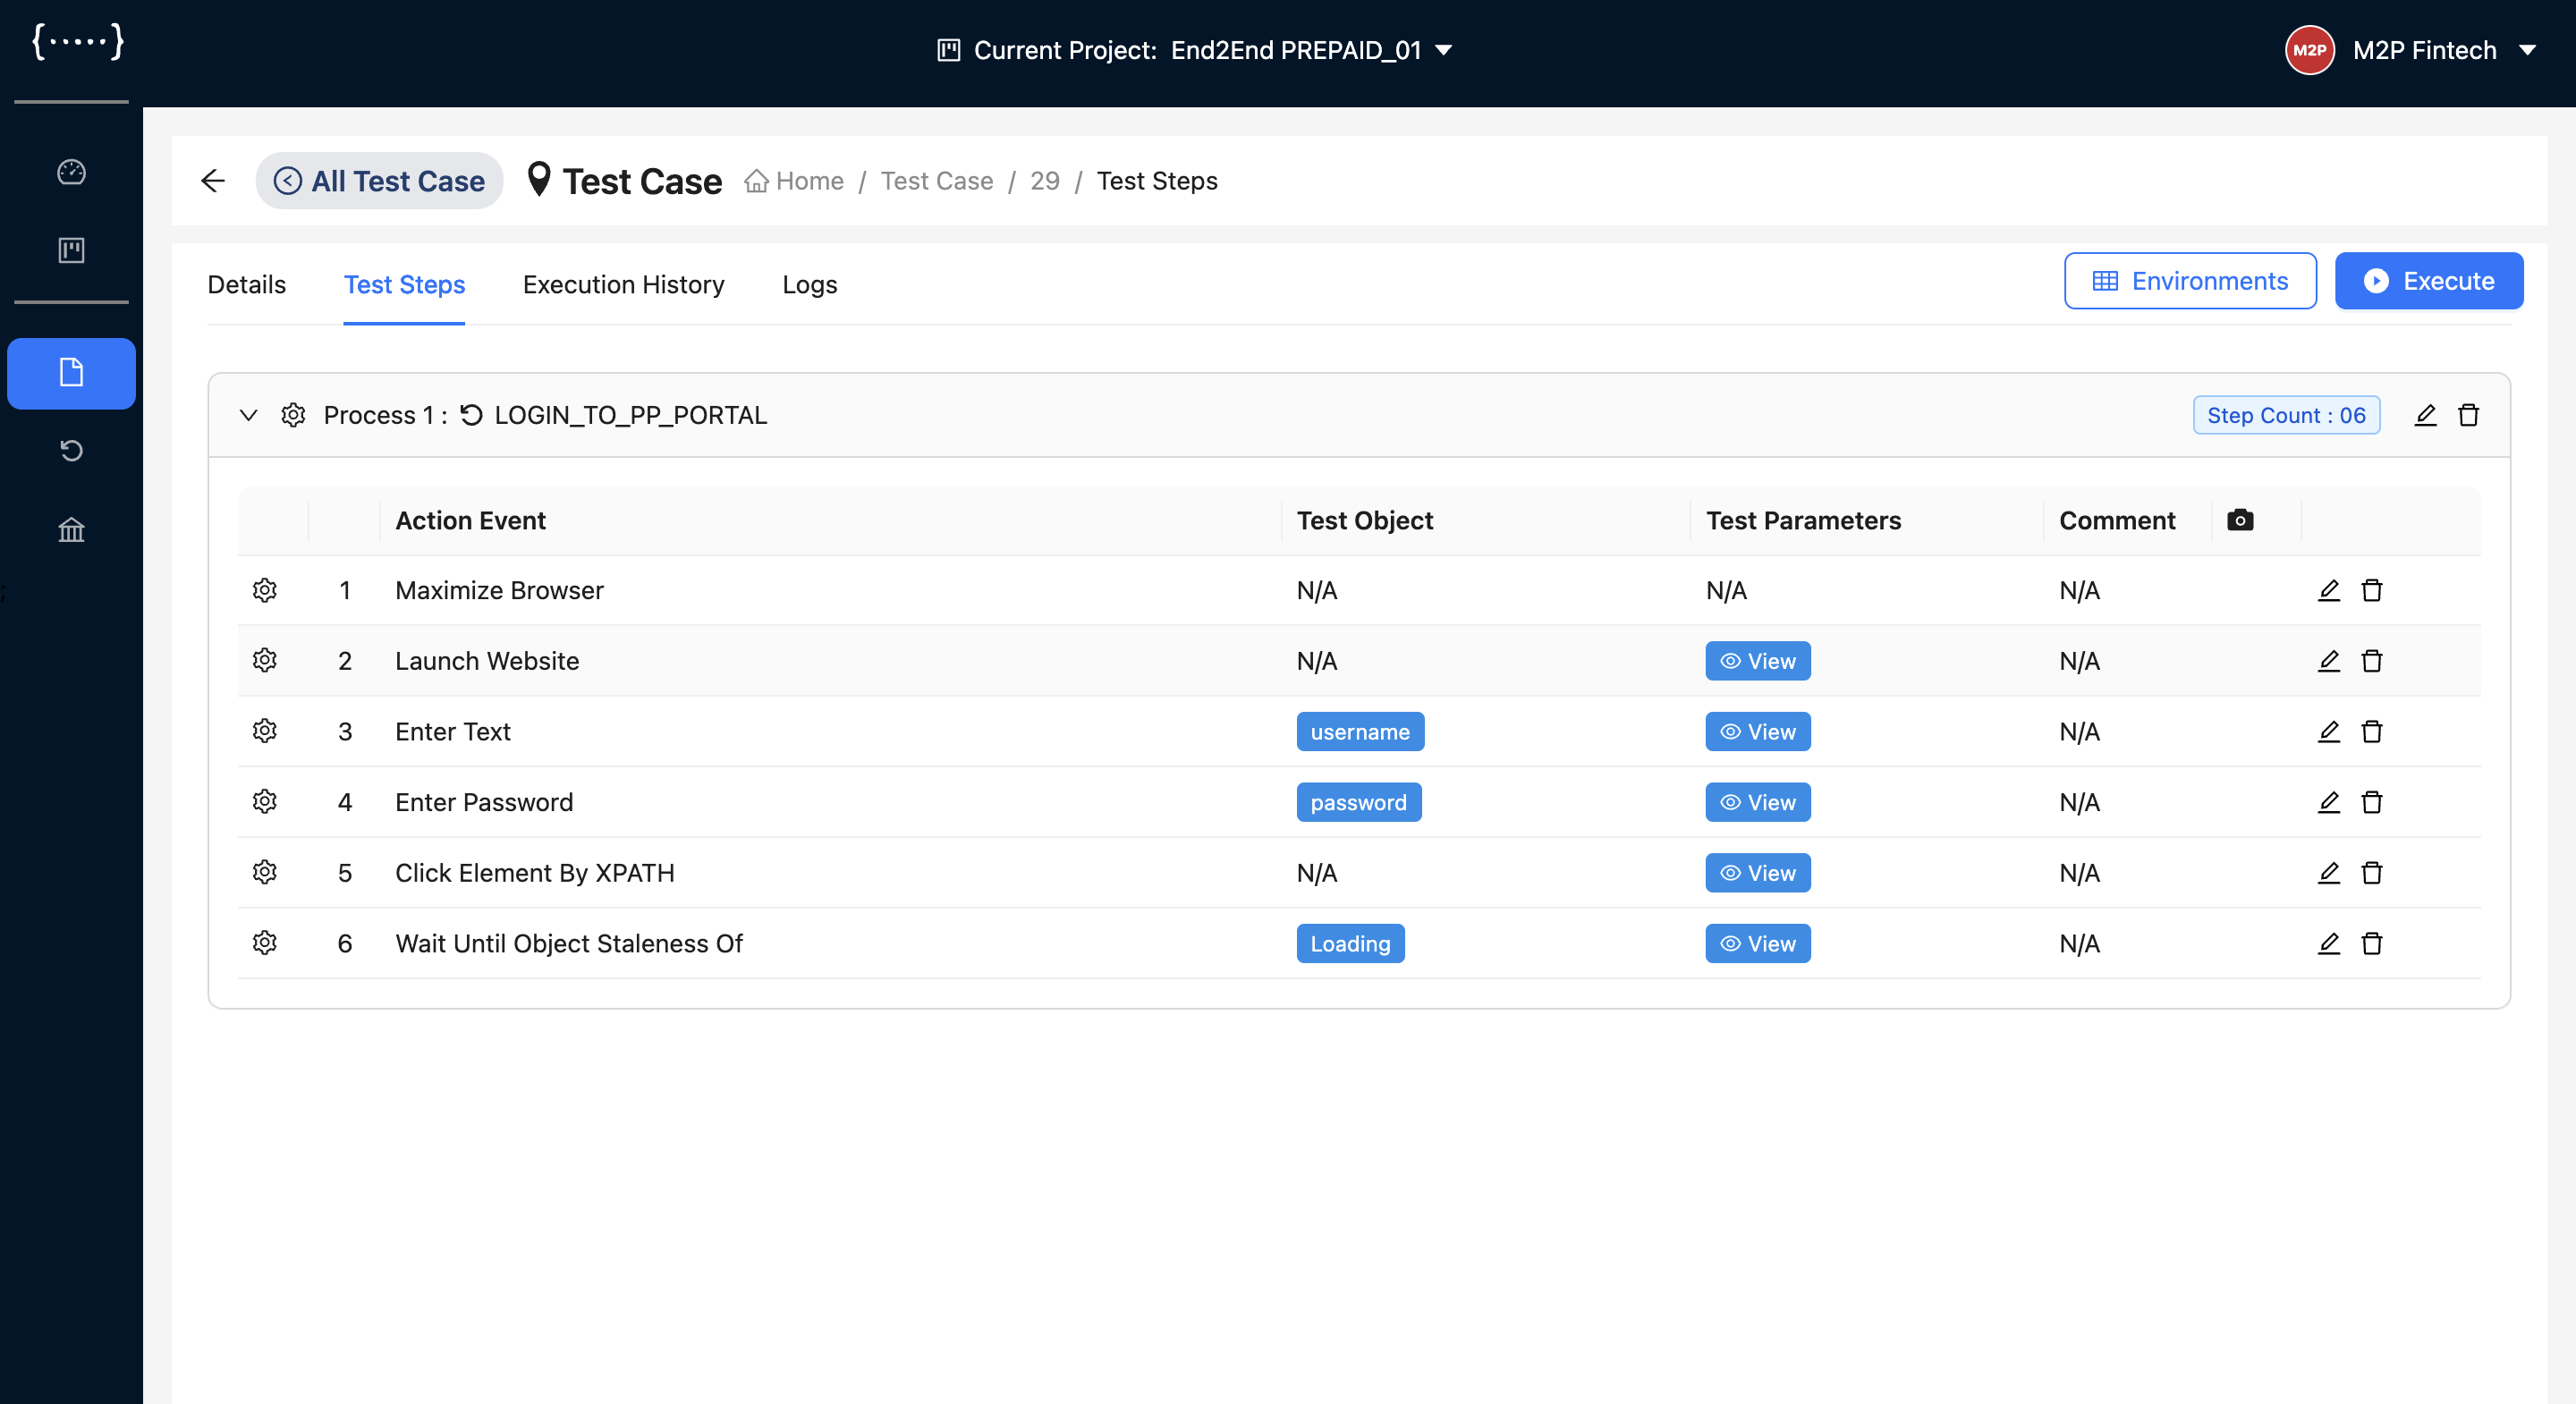 {·····}
Current Project: End2End PREPAID_01
M2P M2P Fintech
All Test Case Test Case Home / Test Case / 29 / Test Steps
Details Test Steps Execution History Logs Environments Execute
Process 1 : LOGIN_TO_PP_PORTAL Step Count : 06
Action Event Test Object Test Parameters Comment
1 Maximize Browser N/A N/A N/A
;
2 Launch Website N/A View N/A
3 Enter Text username View N/A
4 Enter Password password View N/A
5 Click Element By XPATH N/A View N/A
6 Wait Until Object Staleness Of Loading View N/A